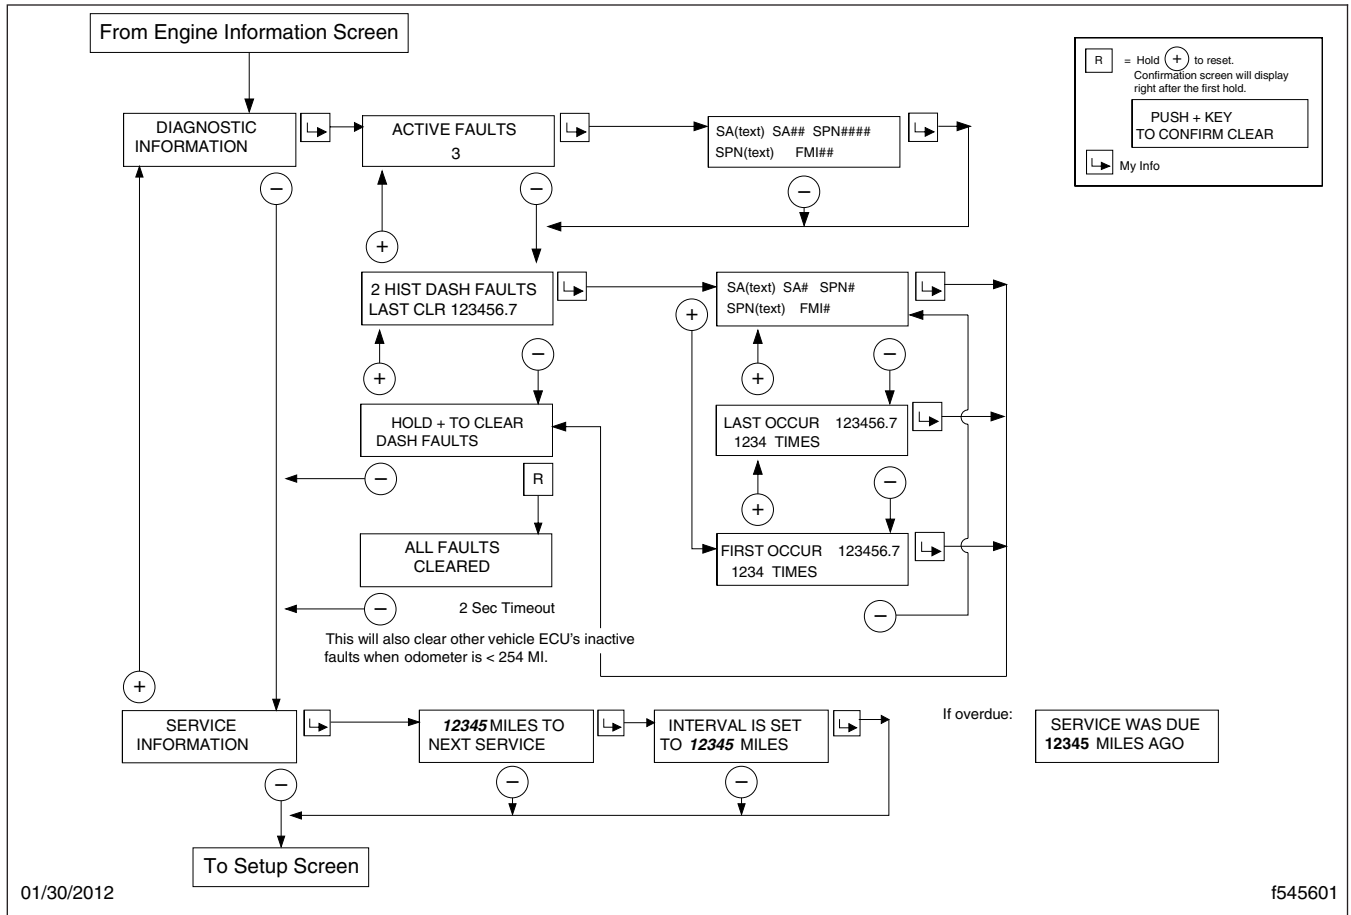 From Engine Information Screen
R = Hold + to reset.
Confirmation screen will display
right after the first hold.
PUSH + KEY
TO CONFIRM CLEAR
My Info
DIAGNOSTIC
INFORMATION
ACTIVE FAULTS
3
SA(text) SA## SPN####
SPN(text) FMI##
−
−
−
+
2 HIST DASH FAULTS
LAST CLR 123456.7
SA(text) SA# SPN#
SPN(text) FMI#
+
−
−
+
+
HOLD + TO CLEAR
DASH FAULTS
LAST OCCUR 123456.7
1234 TIMES
−
R
−
+
ALL FAULTS
CLEARED
FIRST OCCUR 123456.7
1234 TIMES
−
2 Sec Timeout
−
This will also clear other vehicle ECU's inactive
faults when odometer is < 254 MI.
+
SERVICE
INFORMATION
12345 MILES TO
NEXT SERVICE
INTERVAL IS SET
TO 12345 MILES
If overdue:
SERVICE WAS DUE
12345 MILES AGO
−
−
−
To Setup Screen
01/30/2012
f545601